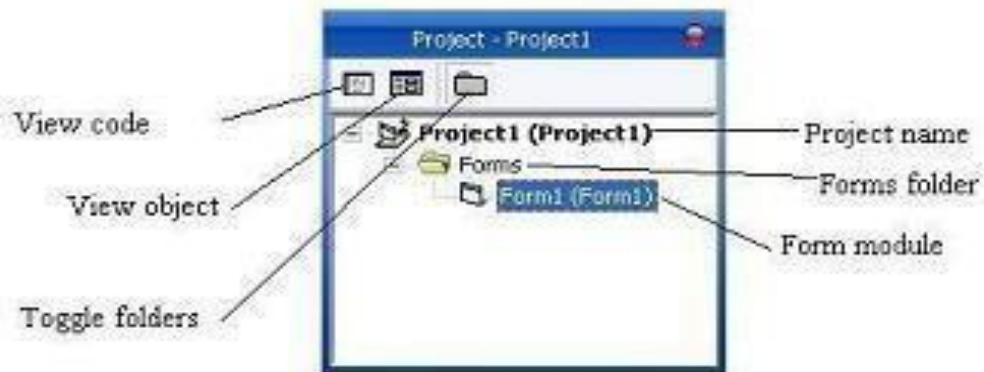 Project - Project1
View code
Project1 (Project1)
Project name
Forms
Forms folder
View object
Form1 (Form1)
Form module
Toggle folders